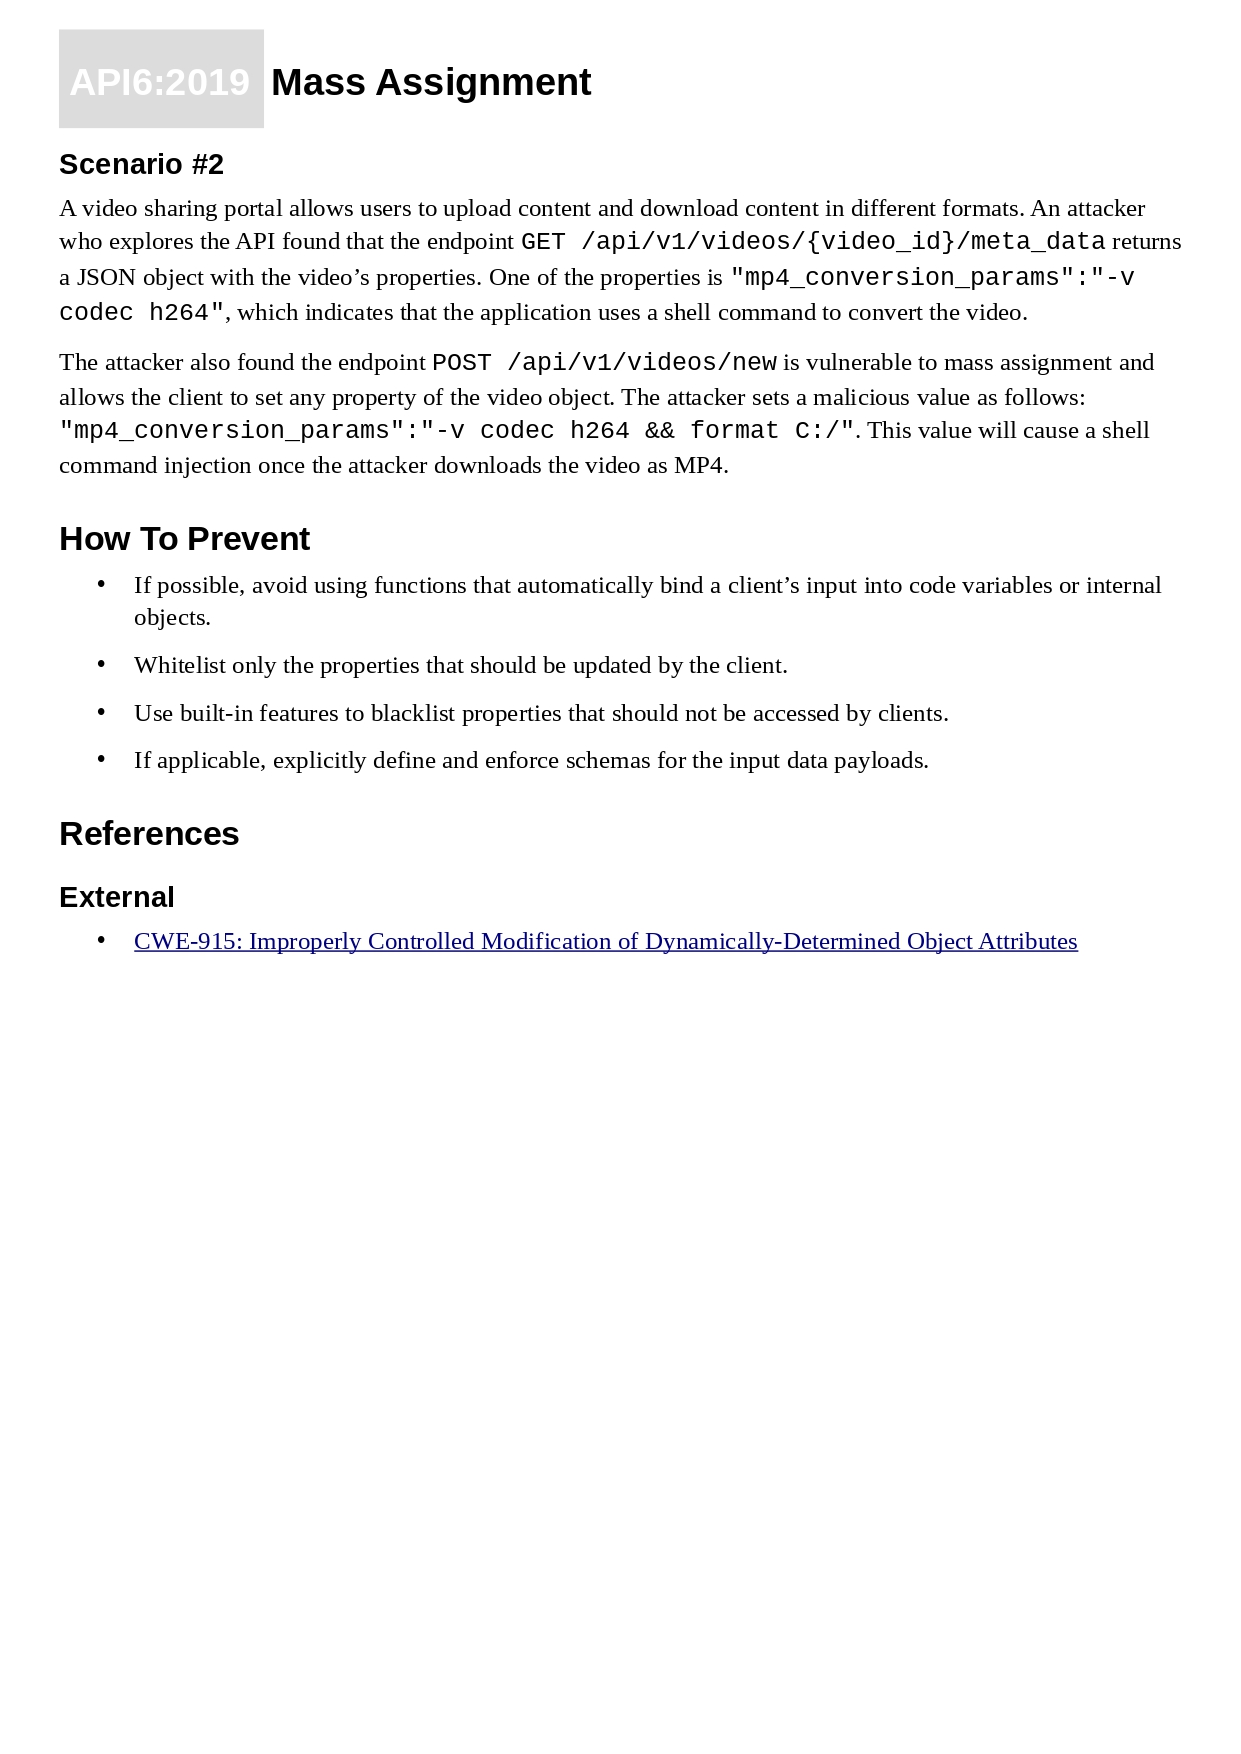 API6:2019 Mass Assignment
Scenario #2
A video sharing portal allows users to upload content and download content in different formats. An attacker
who explores the API found that the endpoint GET /api/v1/videos/{video_id}/meta_data returns
a JSON object with the video’s properties. One of the properties is "mp4_conversion_params":"-v
codec h264", which indicates that the application uses a shell command to convert the video.
The attacker also found the endpoint POST /api/v1/videos/new is vulnerable to mass assignment and
allows the client to set any property of the video object. The attacker sets a malicious value as follows:
"mp4_conversion_params":"-v codec h264 && format C:/". This value will cause a shell
command injection once the attacker downloads the video as MP4.
How To Prevent
• If possible, avoid using functions that automatically bind a client’s input into code variables or internal
objects.
• Whitelist only the properties that should be updated by the client.
• Use built-in features to blacklist properties that should not be accessed by clients.
• If applicable, explicitly define and enforce schemas for the input data payloads.
References
External
• CWE-915: Improperly Controlled Modification of Dynamically-Determined Object Attributes